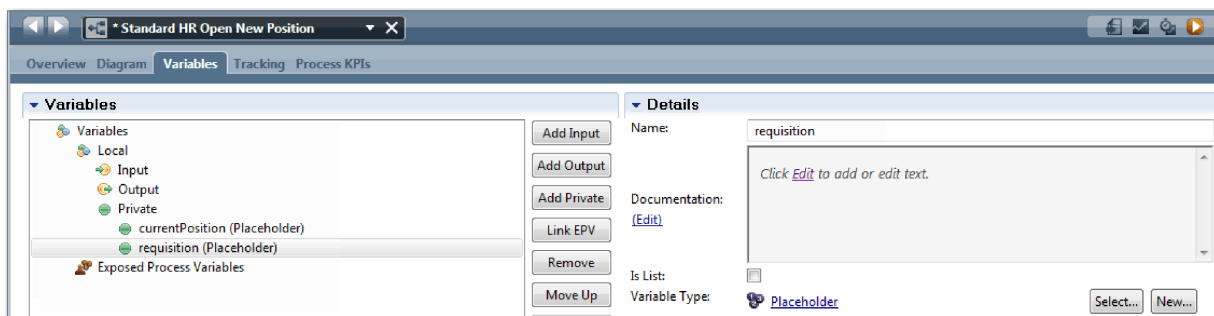 * Standard HR Open New Position
Overview Diagram Variables Tracking Process KPIs
Variables
Variables
Local
Input
Output
Private
currentPosition (Placeholder)
requisition (Placeholder)
Exposed Process Variables
Add Input
Add Output
Add Private
Link EPV
Remove
Move Up
Details
Name: requisition
Click Edit to add or edit text.
Documentation:
(Edit)
Is List:
Variable Type: Placeholder Select... New...